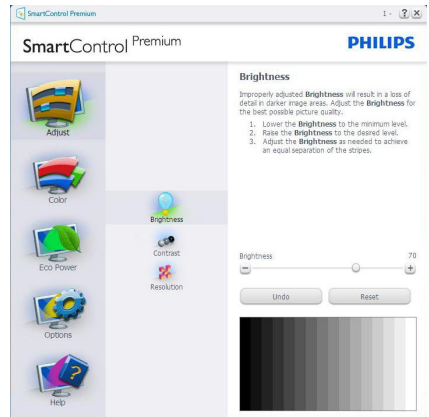 SmartControl Premium
1 - ? X
SmartControl Premium
PHILIPS
Adjust
Color
Eco Power
Options
Help
Brightness
Contrast
Resolution
Brightness
Improperly adjusted Brightness will result in a loss of
detail in darker image areas. Adjust the Brightness for
the best possible picture quality.
1. Lower the Brightness to the minimum level.
2. Raise the Brightness to the desired level.
3. Adjust the Brightness as needed to achieve
an equal separation of the stripes.
Brightness 70
Undo Reset